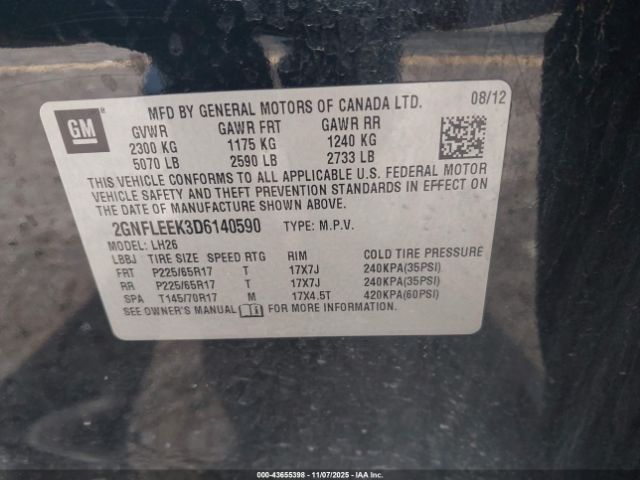 GM ®
MFD BY GENERAL MOTORS OF CANADA LTD. 08/12
GVWR GAWR FRT GAWR RR
2300 KG 1175 KG 1240 KG
5070 LB 2590 LB 2733 LB
THIS VEHICLE CONFORMS TO ALL APPLICABLE U.S. FEDERAL MOTOR
VEHICLE SAFETY AND THEFT PREVENTION STANDARDS IN EFFECT ON
THE DATE OF MANUFACTURE SHOWN ABOVE.
2GNFLEEK3D6140590 TYPE: M.P.V.
MODEL: LH26
LBBJ TIRE SIZE SPEED RTG RIM COLD TIRE PRESSURE
FRT P225/65R17 T 17X7J 240KPA(35PSI)
RR P225/65R17 T 17X7J 240KPA(35PSI)
SPA T145/70R17 M 17X4.5T 420KPA(60PSI)
SEE OWNER'S MANUAL FOR MORE INFORMATION.
000-43655398 - 11/07/2025 - IAAI.com